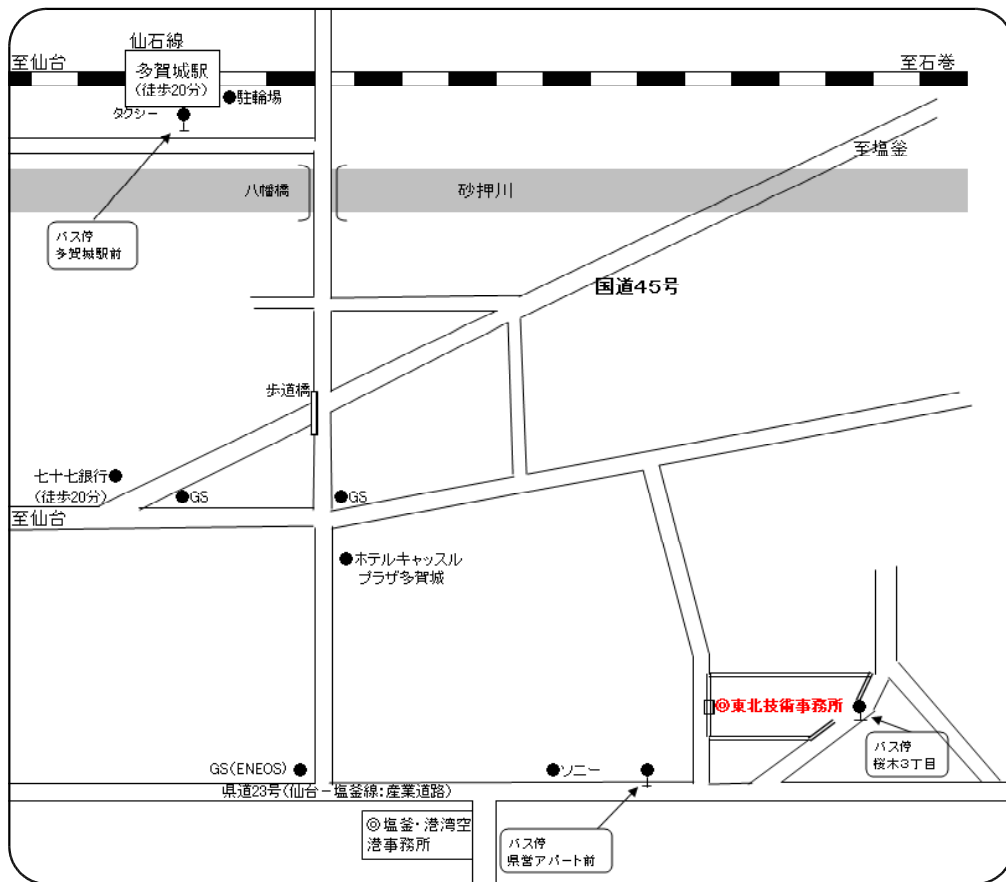 仙石線
至仙台
多賀城駅
(徒歩20分)
至石巻
駐輪場
タクシー
至塩釜
八幡橋
砂押川
バス停
多賀城駅前
国道45号
歩道橋
七十七銀行
(徒歩20分)
GS
GS
至仙台
ホテルキャッスル
プラザ多賀城
◎東北技術事務所
バス停
桜木3丁目
GS(ENEOS)
ソニー
県道23号(仙台－塩釜線:産業道路)
◎塩釜・港湾空
港事務所
バス停
県営アパート前